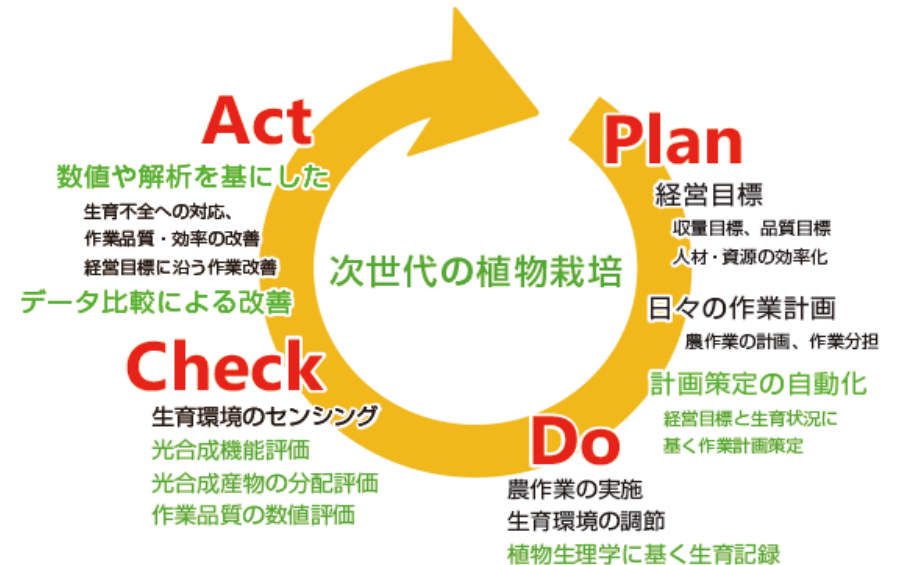 Act
数値や解析を基にした
生育不全への対応、
作業品質・効率の改善
経営目標に沿う作業改善
データ比較による改善
Plan
経営目標
収量目標、品質目標
人材・資源の効率化
日々の作業計画
農作業の計画、作業分担
計画策定の自動化
経営目標と生育状況に
基く作業計画策定
次世代の植物栽培
Check
生育環境のセンシング
光合成機能評価
光合成産物の分配評価
作業品質の数値評価
Do
農作業の実施
生育環境の調節
植物生理学に基く生育記録